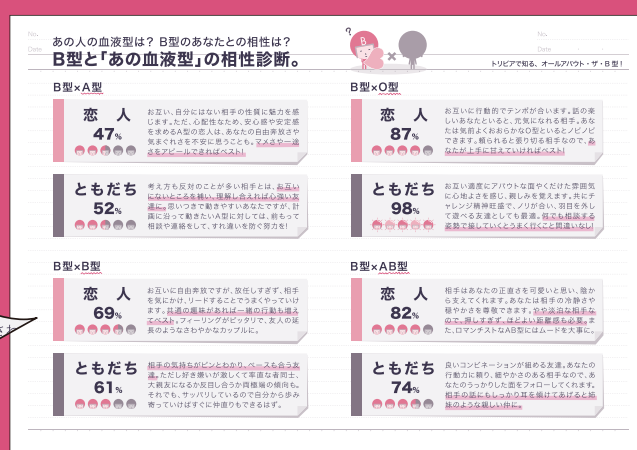 No.
Date
あの人の血液型は？ B型のあなたとの相性は？
B型と「あの血液型」の相性診断。
?
B
×
No.
Date
トリビアで知る、オールアバウト・ザ・B型！
B型×A型
恋 人
47%
お互い、自分にはない相手の性質に魅力を感
じます。ただ、心配性なため、安心感や安定感
を求めるA型の恋人は、あなたの自由奔放さや
気まぐれさを不安に思うことも。マメさや一途
さをアピールできればベスト！
ともだち
52%
考え方も反対のことが多い相手とは、お互い
にないところを補い、理解し合えれば心強い友
達に。思いつきで動きやすいあなたですが、計
画に沿って動きたいA型に対しては、前もって
相談や連絡をして、すれ違いを防ぐ努力を！
B型×O型
恋 人
87%
お互いに行動的でテンポが合います。話の楽
しいあなたといると、元気になれる相手。あな
たは気前よくおおらかなO型といるとノビノビ
できます。頼られると張り切る相手なので、あ
なたが上手に甘えていければベスト！
ともだち
98%
お互い適度にアバウトな面やくだけた雰囲気
に心地よさを感じ、親しみを覚えます。共にチ
ャレンジ精神旺盛で、ノリが合い、羽目を外し
て遊べる友達としても最適。何でも相談する
姿勢で接していくとうまく行くこと間違いなし！
B型×B型
恋 人
69%
お互いに自由奔放ですが、放任しすぎず、相手
を気にかけ、リードすることでうまくやっていけ
ます。共通の趣味があれば一緒の行動も増え
てベスト。フィーリングがピッタリで、友人の延
長のようなさわやかなカップルに。
ともだち
61%
相手の気持ちがピンとわかり、ペースも合う友
達。ただし好き嫌いが激しくて率直な者同士、
大親友になるか反目し合うか両極端の傾向も。
それでも、サッパリしているので自分から歩み
寄っていけばすぐに仲直りもできるはず。
B型×AB型
恋 人
82%
相手はあなたの正直さを可愛いと思い、陰か
ら支えてくれます。あなたは相手の冷静さや
穏やかさを尊敬できます。やや淡泊な相手な
ので、押しすぎず、ほどよい距離感も必要。ま
た、ロマンチストなAB型にはムードを大事に。
ともだち
74%
良いコンビネーションが組める友達。あなたの
行動力に頼り、細やかさのある相手なので、あ
なたのうっかりした面をフォローしてくれます。
相手の話にもしっかり耳を傾けてあげると姉
妹のような親しい仲に。